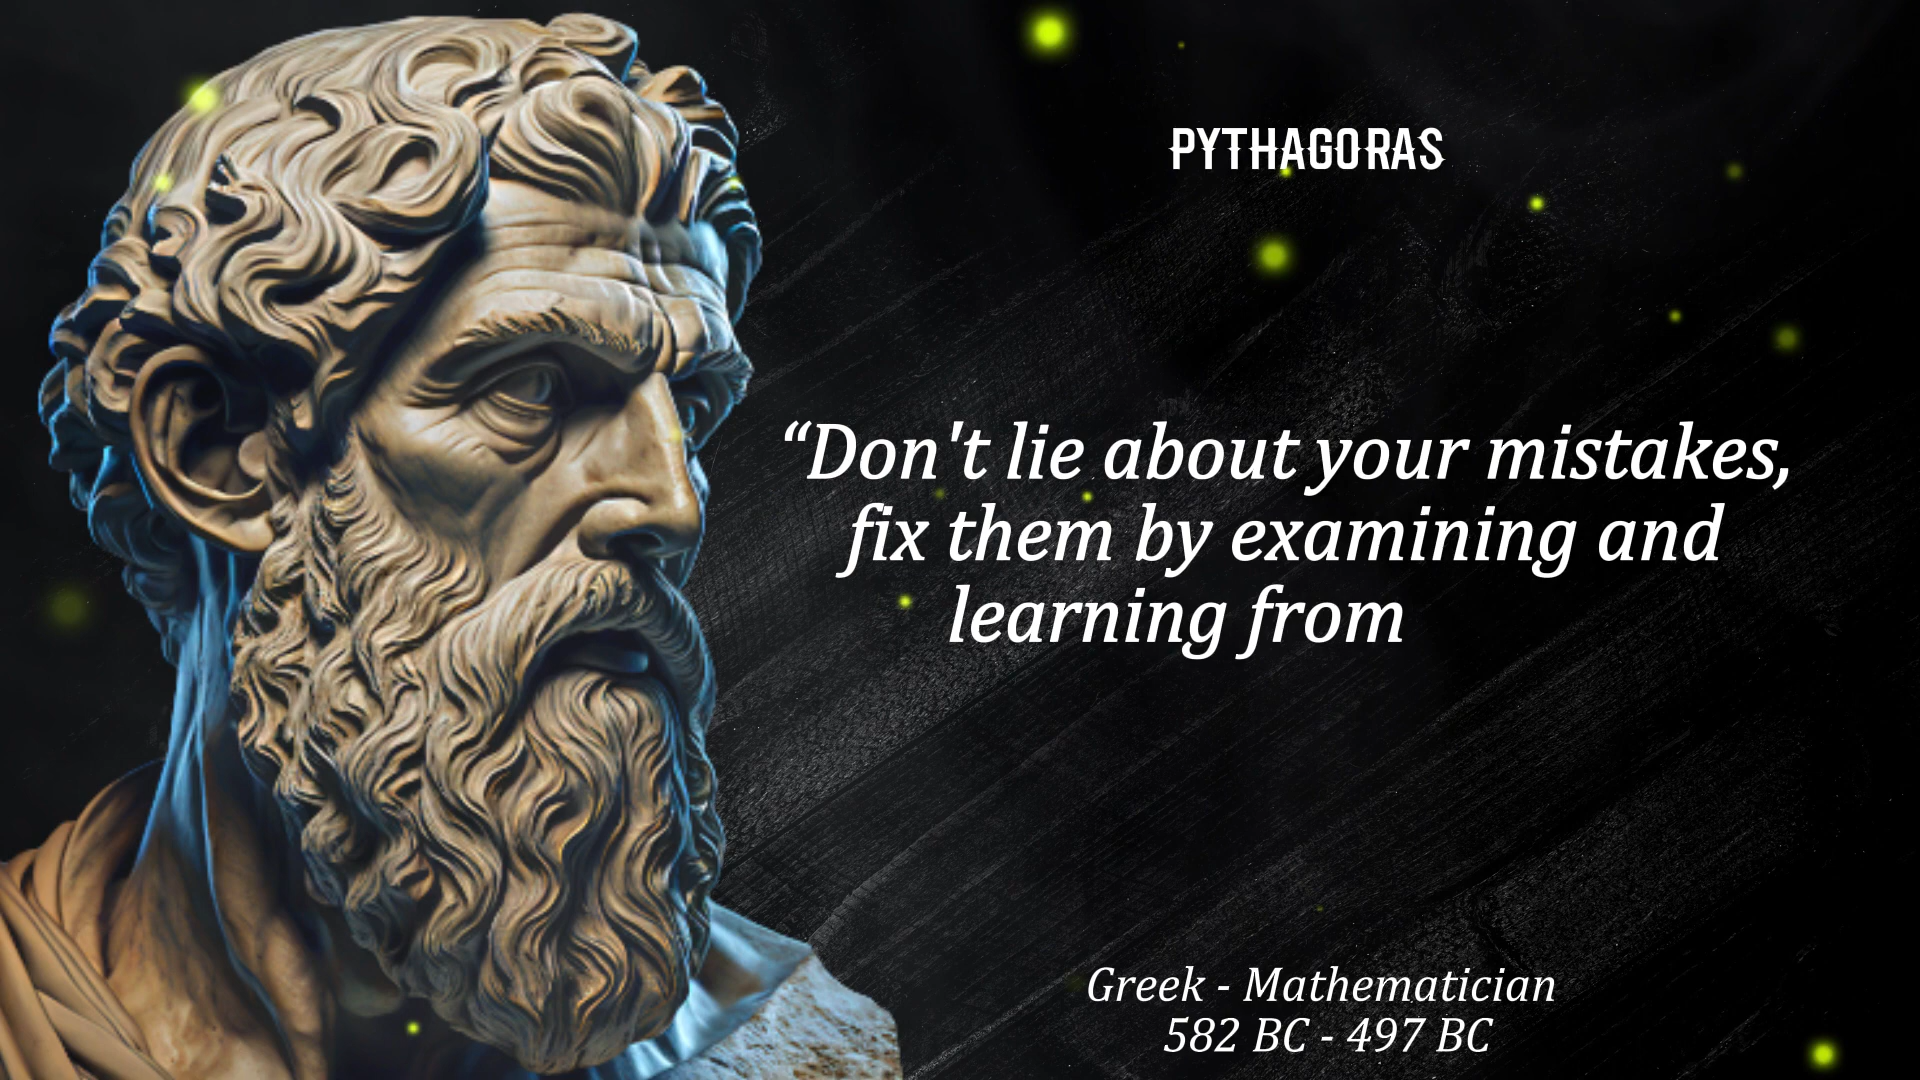 PYTHAGORAS
“Don't lie about your mistakes,
fix them by examining and
learning from
Greek - Mathematician
582 BC - 497 BC